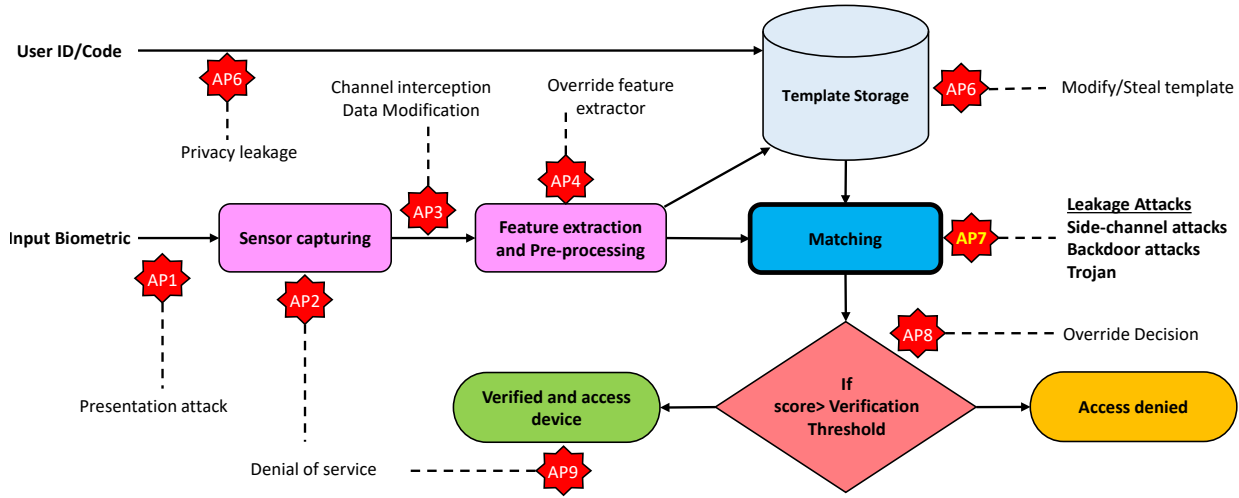 User ID/Code
AP6
Privacy leakage
Channel interception
Data Modification
Override feature
extractor
Template Storage
AP6
Modify/Steal template
AP3
AP4
Input Biometric
Sensor capturing
Feature extraction
and Pre-processing
Matching
AP7
Leakage Attacks
Side-channel attacks
Backdoor attacks
Trojan
AP1
AP2
Presentation attack
AP8
Override Decision
If
score> Verification
Threshold
Verified and access
device
Access denied
Denial of service
AP9